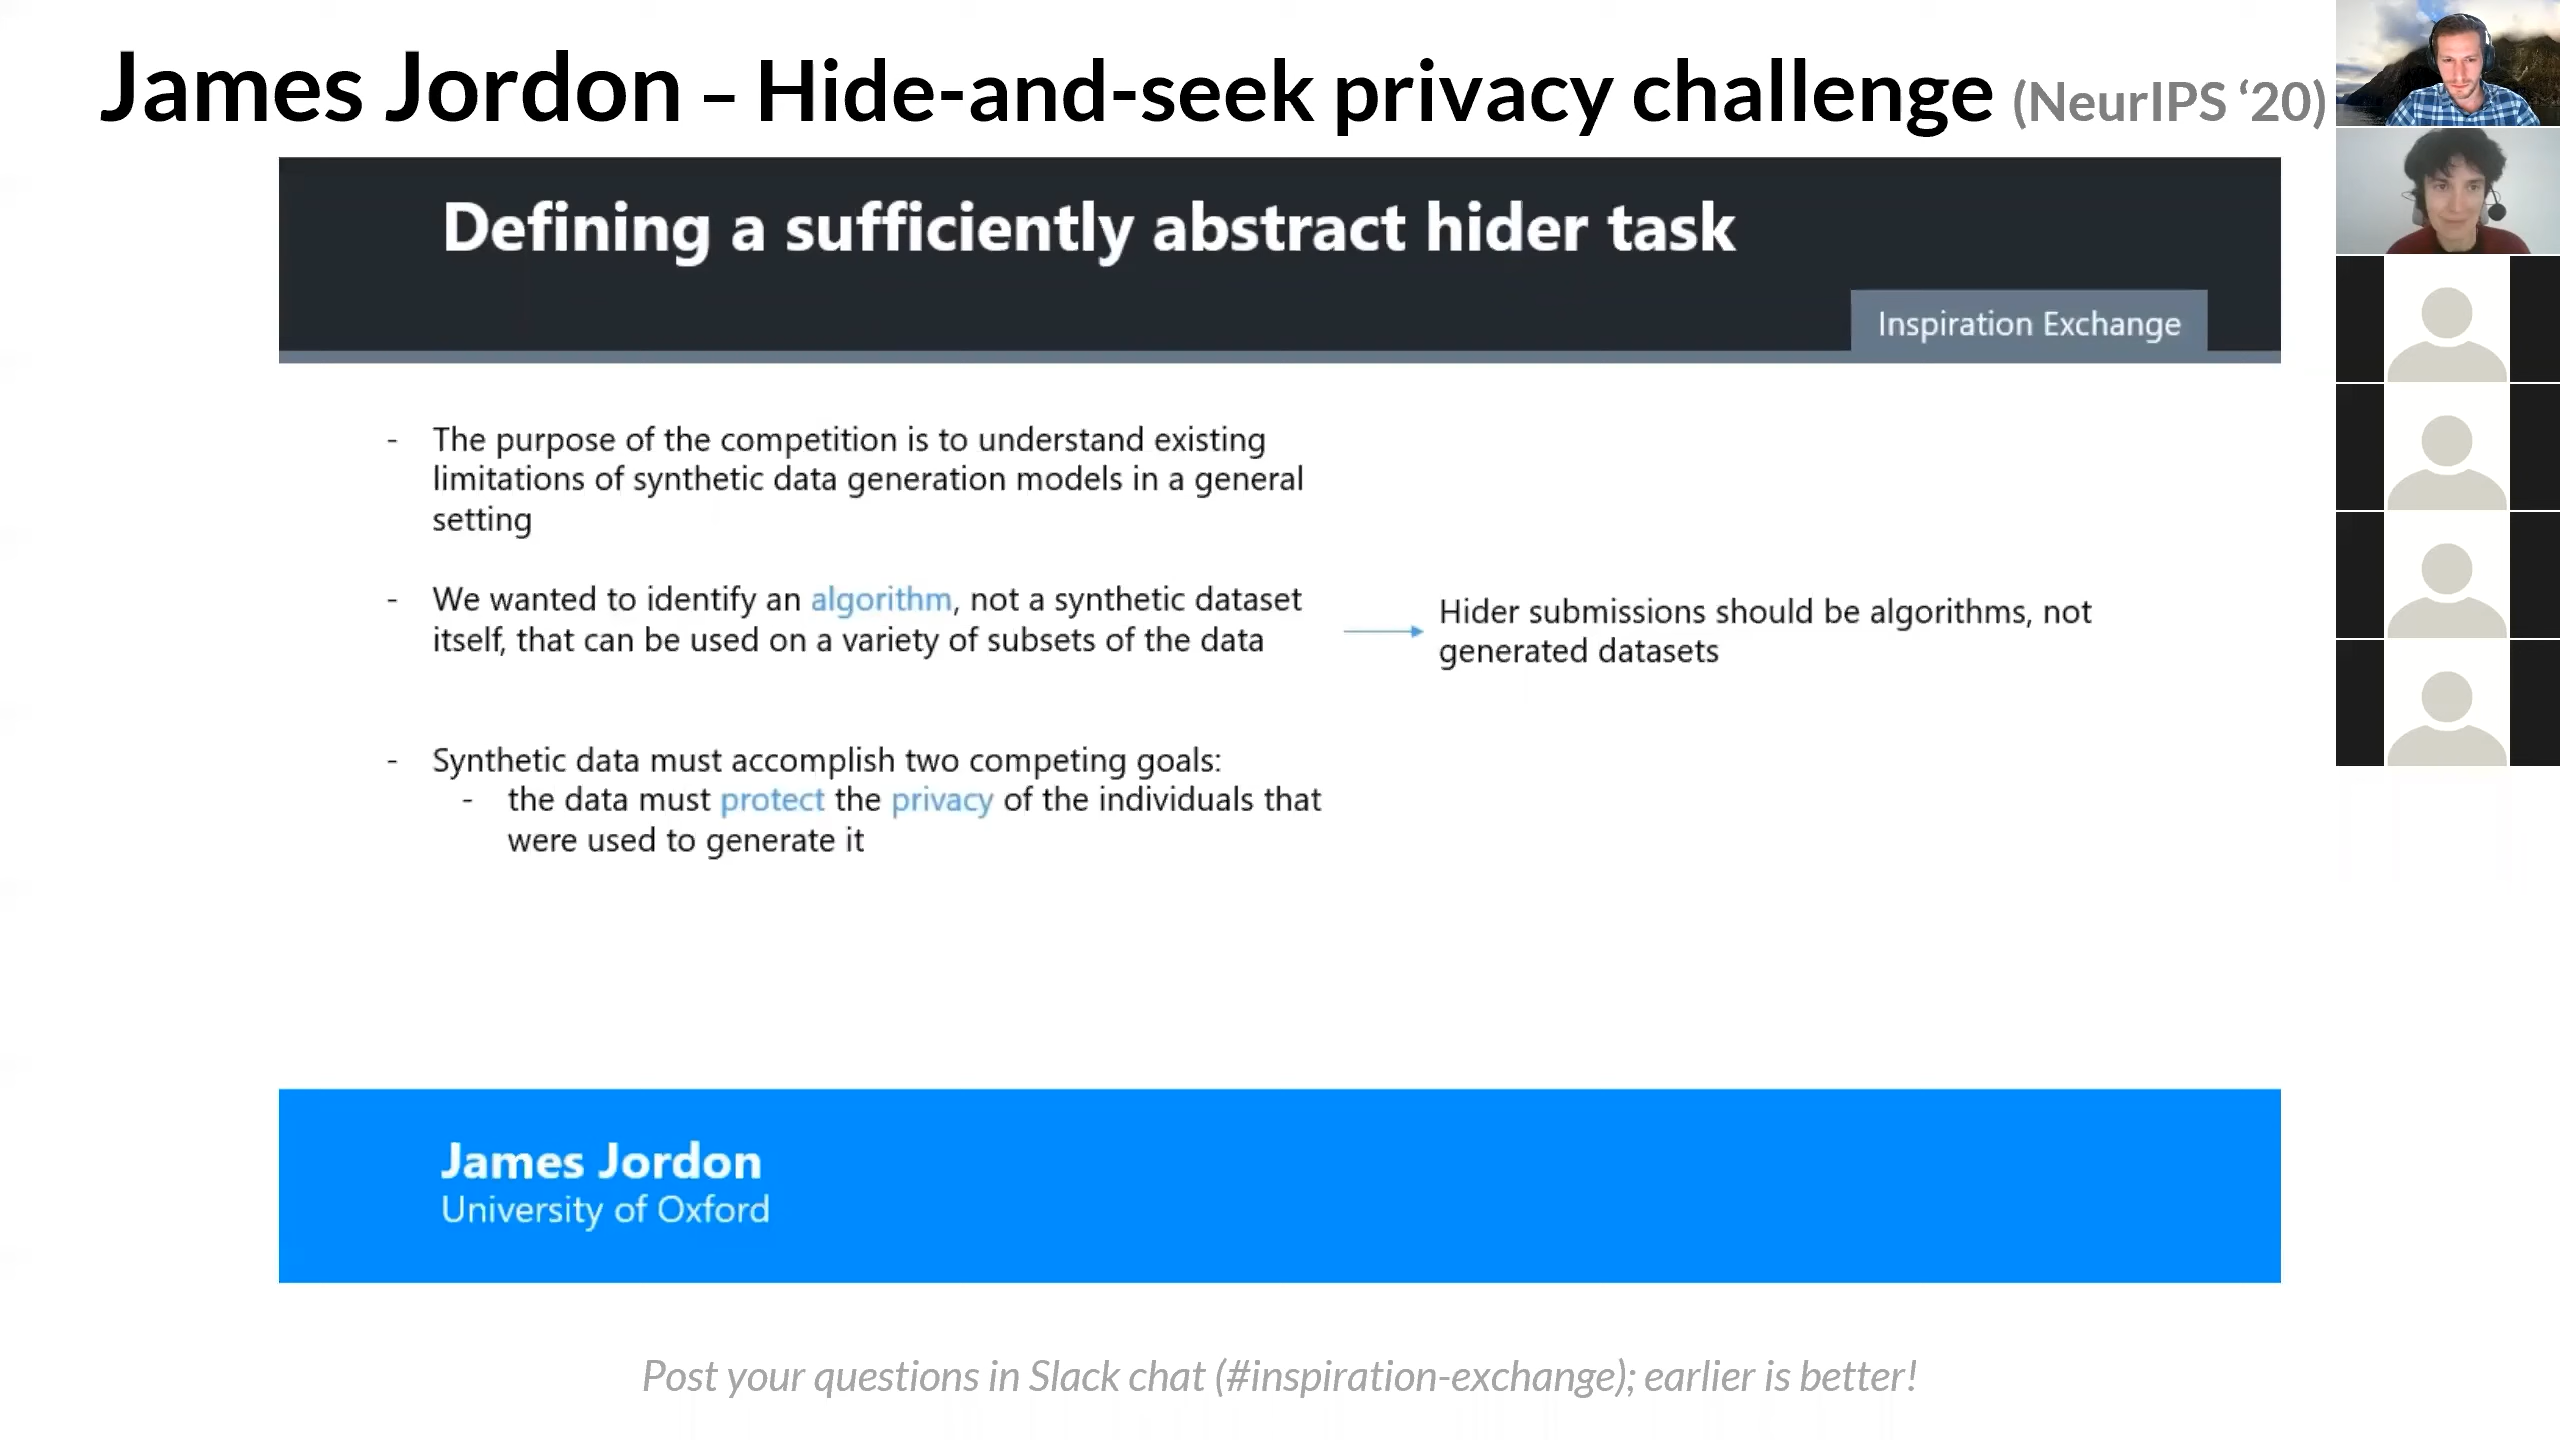 James Jordon – Hide-and-seek privacy challenge (NeurIPS ‘20)
Defining a sufficiently abstract hider task
Inspiration Exchange
- The purpose of the competition is to understand existing
limitations of synthetic data generation models in a general
setting
- We wanted to identify an algorithm, not a synthetic dataset
itself, that can be used on a variety of subsets of the data
Hider submissions should be algorithms, not
generated datasets
- Synthetic data must accomplish two competing goals:
- the data must protect the privacy of the individuals that
were used to generate it
James Jordon
University of Oxford
Post your questions in Slack chat (#inspiration-exchange); earlier is better!